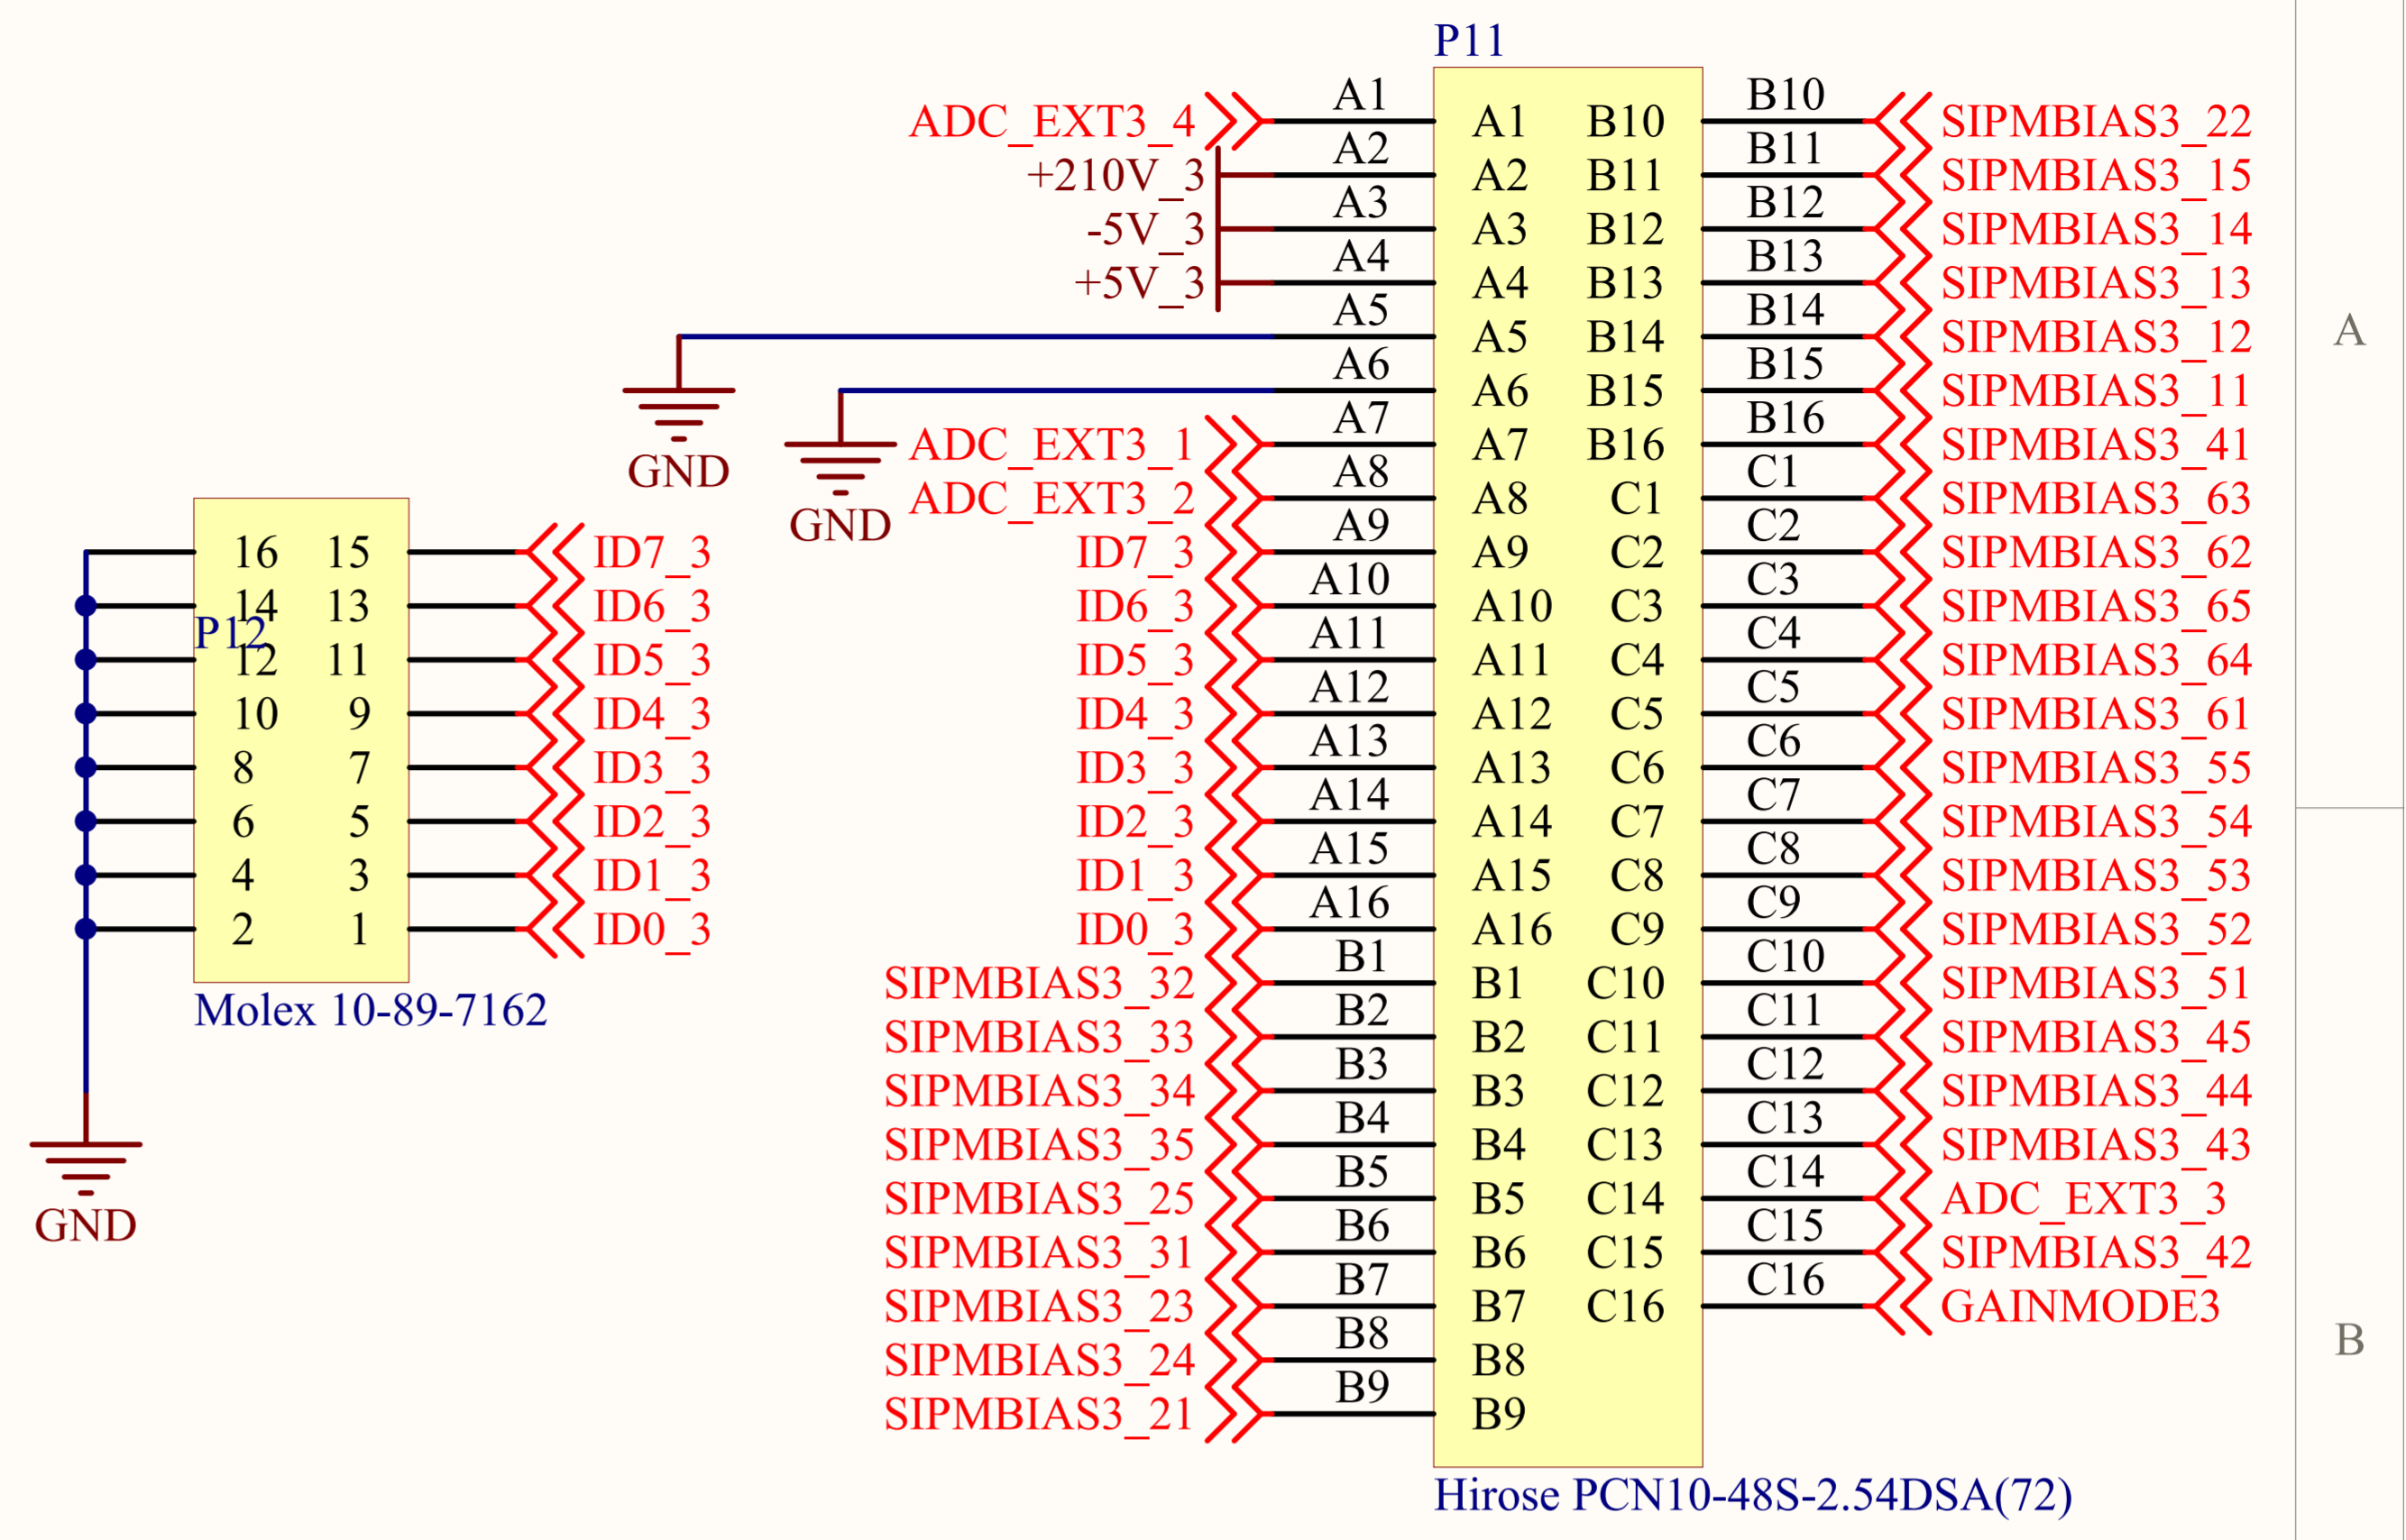 P11
A1 B10
ADC_EXT3_4 A1 B10 SIPMBIAS3_22
A2 B11
+210V_3 A2 B11 SIPMBIAS3_15
A3 B12
-5V_3 A3 B12 SIPMBIAS3_14
A4 B13
+5V_3 A4 B13 SIPMBIAS3_13
A5 B14
A5 B14 SIPMBIAS3_12
A
A6 B15
A6 B15 SIPMBIAS3_11
A7 B16
ADC_EXT3_1 A7 B16 SIPMBIAS3_41
GND A8 C1
ADC_EXT3_2 A8 C1 SIPMBIAS3_63
GND A9 C2
16 15 ID7_3 ID7_3 A9 C2 SIPMBIAS3_62
A10 C3
14 13 ID6_3 ID6_3 A10 C3 SIPMBIAS3_65
P12 A11 C4
12 11 ID5_3 ID5_3 A11 C4 SIPMBIAS3_64
A12 C5
10 9 ID4_3 ID4_3 A12 C5 SIPMBIAS3_61
A13 C6
8 7 ID3_3 ID3_3 A13 C6 SIPMBIAS3_55
A14 C7
6 5 ID2_3 ID2_3 A14 C7 SIPMBIAS3_54
A15 C8
4 3 ID1_3 ID1_3 A15 C8 SIPMBIAS3_53
A16 C9
2 1 ID0_3 ID0_3 A16 C9 SIPMBIAS3_52
B1 C10
SIPMBIAS3_32 B1 C10 SIPMBIAS3_51
Molex 10-89-7162 B2 C11
SIPMBIAS3_33 B2 C11 SIPMBIAS3_45
B3 C12
SIPMBIAS3_34 B3 C12 SIPMBIAS3_44
B4 C13
SIPMBIAS3_35 B4 C13 SIPMBIAS3_43
B5 C14
SIPMBIAS3_25 B5 C14 ADC_EXT3_3
GND B6 C15
SIPMBIAS3_31 B6 C15 SIPMBIAS3_42
B7 C16
SIPMBIAS3_23 B7 C16 GAINMODE3
B8
B
SIPMBIAS3_24 B8
B9
SIPMBIAS3_21 B9
Hirose PCN10-48S-2.54DSA(72)